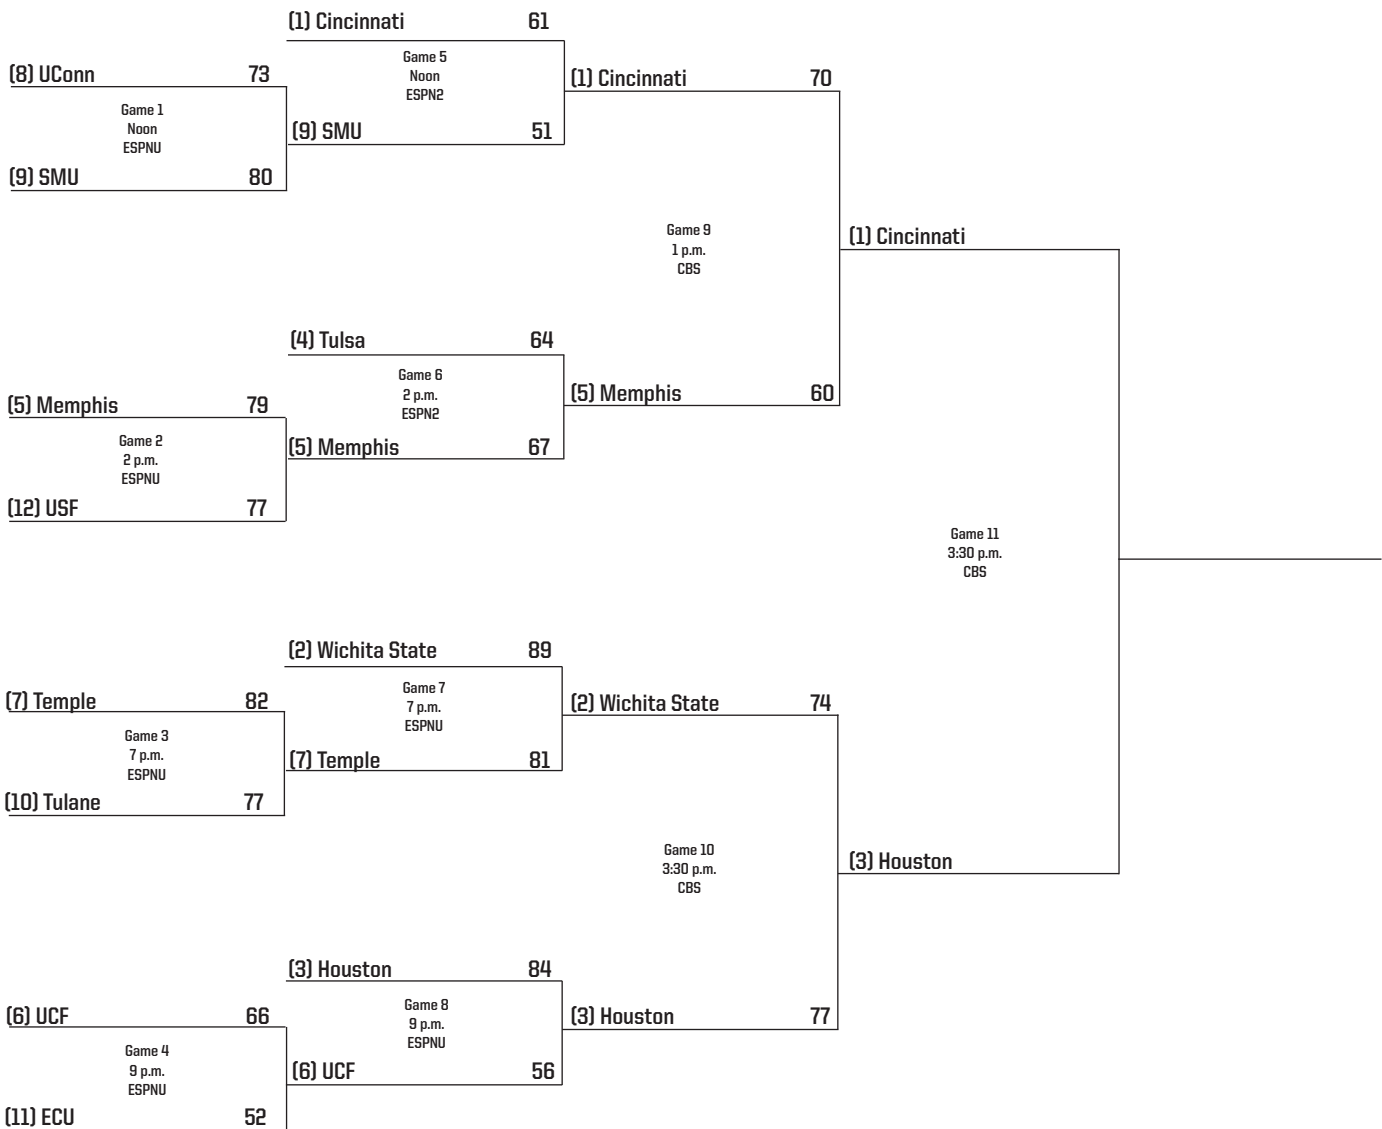 (1) Cincinnati 61
Game 5
Noon
ESPN2
(9) SMU 51
(8) UConn 73
Game 1
Noon
ESPNU
(9) SMU 80
(1) Cincinnati 70
Game 9
1 p.m.
CBS
(5) Memphis 60
(4) Tulsa 64
Game 6
2 p.m.
ESPN2
(5) Memphis 67
(5) Memphis 79
Game 2
2 p.m.
ESPNU
(12) USF 77
(1) Cincinnati
Game 11
3:30 p.m.
CBS
(3) Houston
(2) Wichita State 89
Game 7
7 p.m.
ESPNU
(7) Temple 81
(7) Temple 82
Game 3
7 p.m.
ESPNU
(10) Tulane 77
(2) Wichita State 74
Game 10
3:30 p.m.
CBS
(3) Houston 77
(3) Houston 84
Game 8
9 p.m.
ESPNU
(6) UCF 56
(6) UCF 66
Game 4
9 p.m.
ESPNU
(11) ECU 52